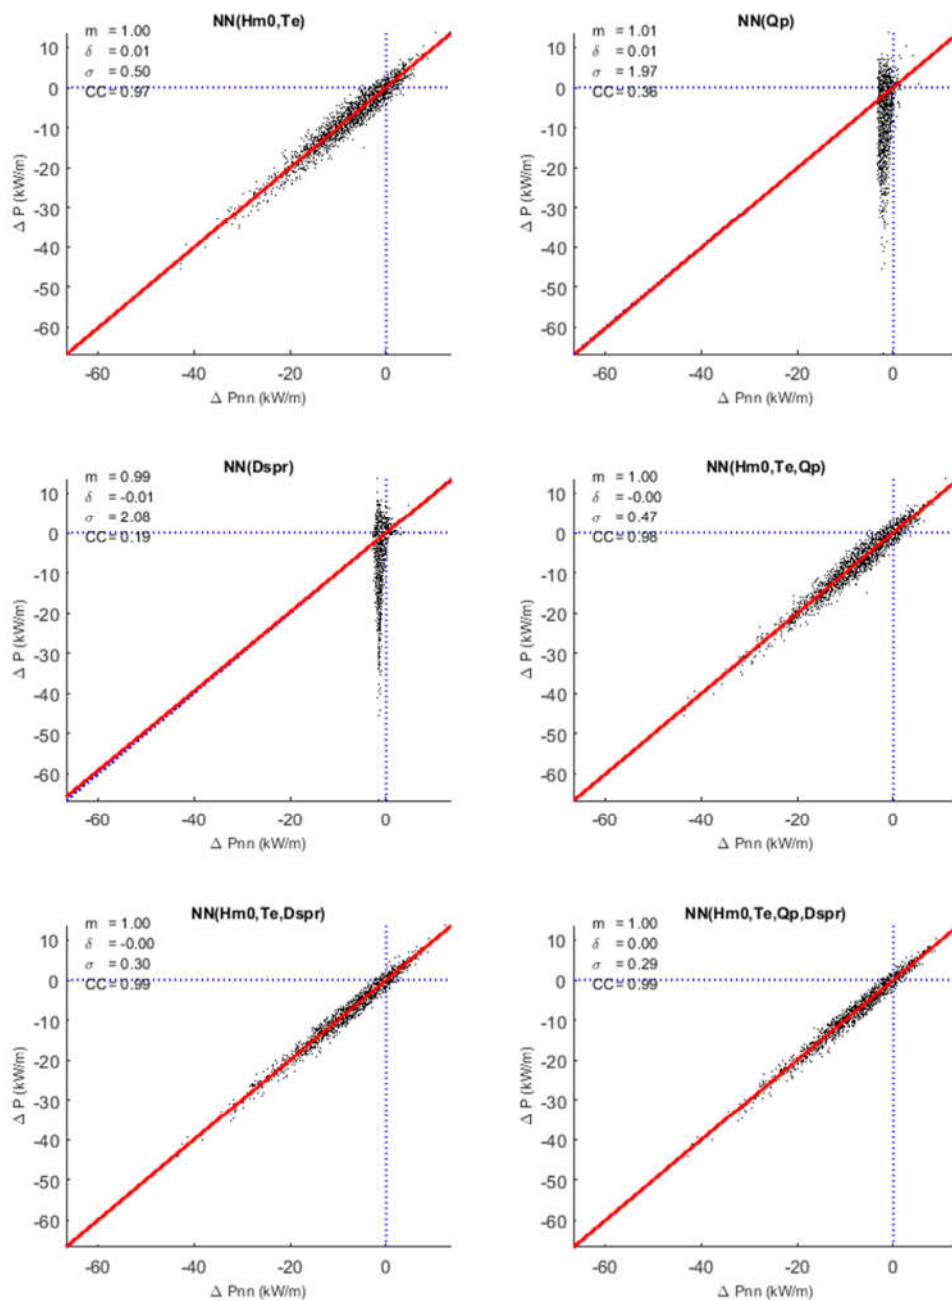 NN(Hm0,Te)
m = 1.00
δ = 0.01
σ = 0.50
CC = 0.97
10
0
-10
-20
-30
-40
-50
-60
Δ P (kW/m)
-60 -40 -20 0
Δ Pnn (kW/m)
NN(Qp)
m = 1.01
δ = 0.01
σ = 1.97
CC = 0.36
10
0
-10
-20
-30
-40
-50
-60
Δ P (kW/m)
-60 -40 -20 0
Δ Pnn (kW/m)
NN(Dspr)
m = 0.99
δ = -0.01
σ = 2.08
CC = 0.19
10
0
-10
-20
-30
-40
-50
-60
Δ P (kW/m)
-60 -40 -20 0
Δ Pnn (kW/m)
NN(Hm0,Te,Qp)
m = 1.00
δ = -0.00
σ = 0.47
CC = 0.98
10
0
-10
-20
-30
-40
-50
-60
Δ P (kW/m)
-60 -40 -20 0
Δ Pnn (kW/m)
NN(Hm0,Te,Dspr)
m = 1.00
δ = -0.00
σ = 0.30
CC = 0.99
10
0
-10
-20
-30
-40
-50
-60
Δ P (kW/m)
-60 -40 -20 0
Δ Pnn (kW/m)
NN(Hm0,Te,Qp,Dspr)
m = 1.00
δ = 0.00
σ = 0.29
CC = 0.99
10
0
-10
-20
-30
-40
-50
-60
Δ P (kW/m)
-60 -40 -20 0
Δ Pnn (kW/m)